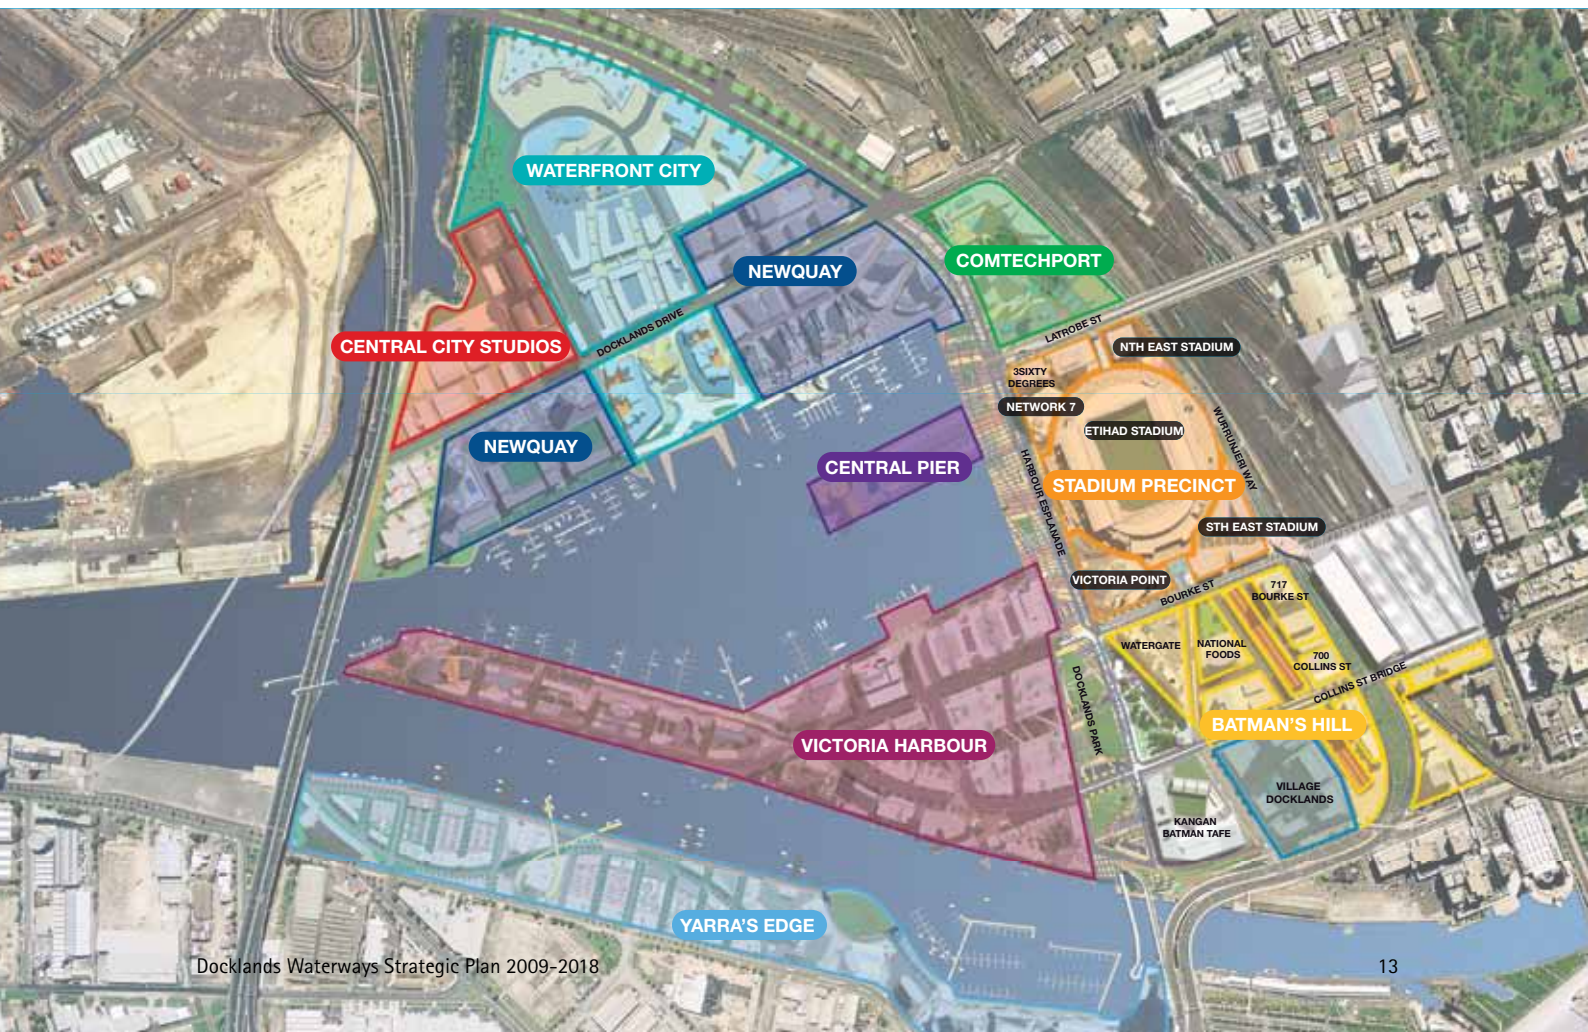 WATERFRONT CITY
NEWQUAY
COMTECHPORT
CENTRAL CITY STUDIOS
DOCKLANDS DRIVE
LATROBE ST
NTH EAST STADIUM
3SIXTY
DEGREES
NETWORK 7
ETIHAD STADIUM
WURRUNJERI WAY
NEWQUAY
CENTRAL PIER
HARBOUR ESPLANADE
STADIUM PRECINCT
STH EAST STADIUM
VICTORIA POINT
BOURKE ST
717
BOURKE ST
WATERGATE
NATIONAL
FOODS
700
COLLINS ST
COLLINS ST BRIDGE
DOCKLANDS PARK
BATMAN'S HILL
VICTORIA HARBOUR
VILLAGE
DOCKLANDS
KANGAN
BATMAN TAFE
YARRA'S EDGE
Docklands Waterways Strategic Plan 2009-2018
13